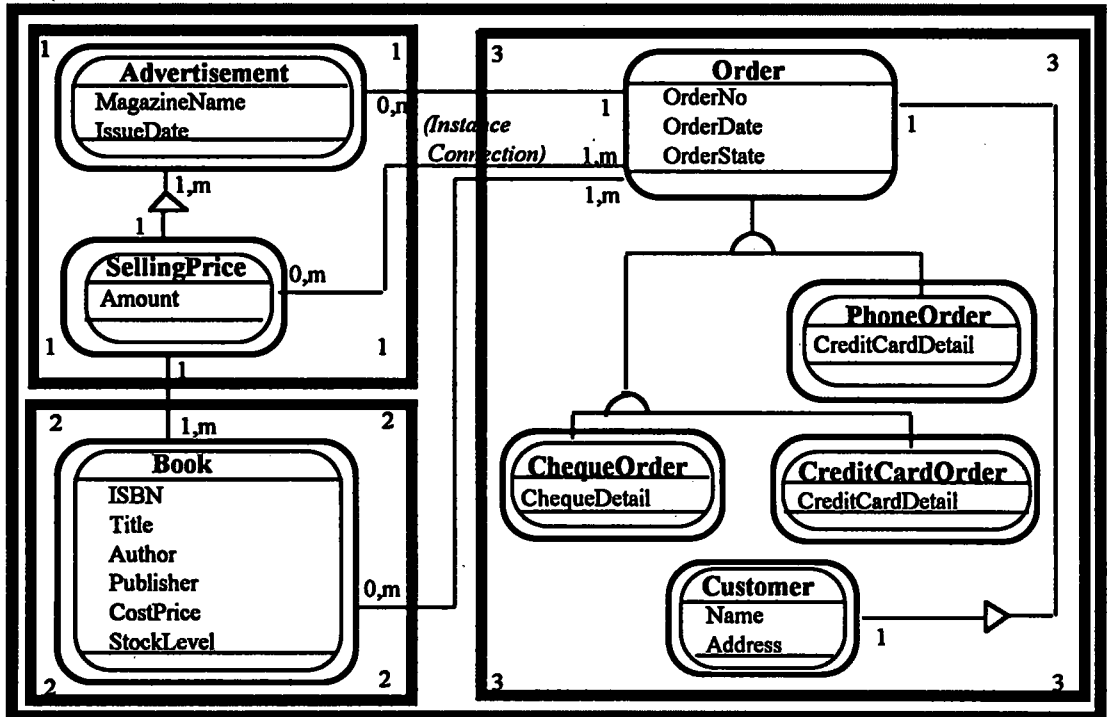 1
1
Advertisement
MagazineName
IssueDate
0,m
1,m
1
SellingPrice
Amount
0,m
1
1
1
(Instance
Connection)
2
2
1,m
Book
ISBN
Title
Author
Publisher
CostPrice
StockLevel
0,m
2
2
3
3
Order
OrderNo
OrderDate
OrderState
1
1
1,m
1,m
PhoneOrder
CreditCardDetail
ChequeOrder
ChequeDetail
CreditCardOrder
CreditCardDetail
Customer
Name
Address
1
3
3